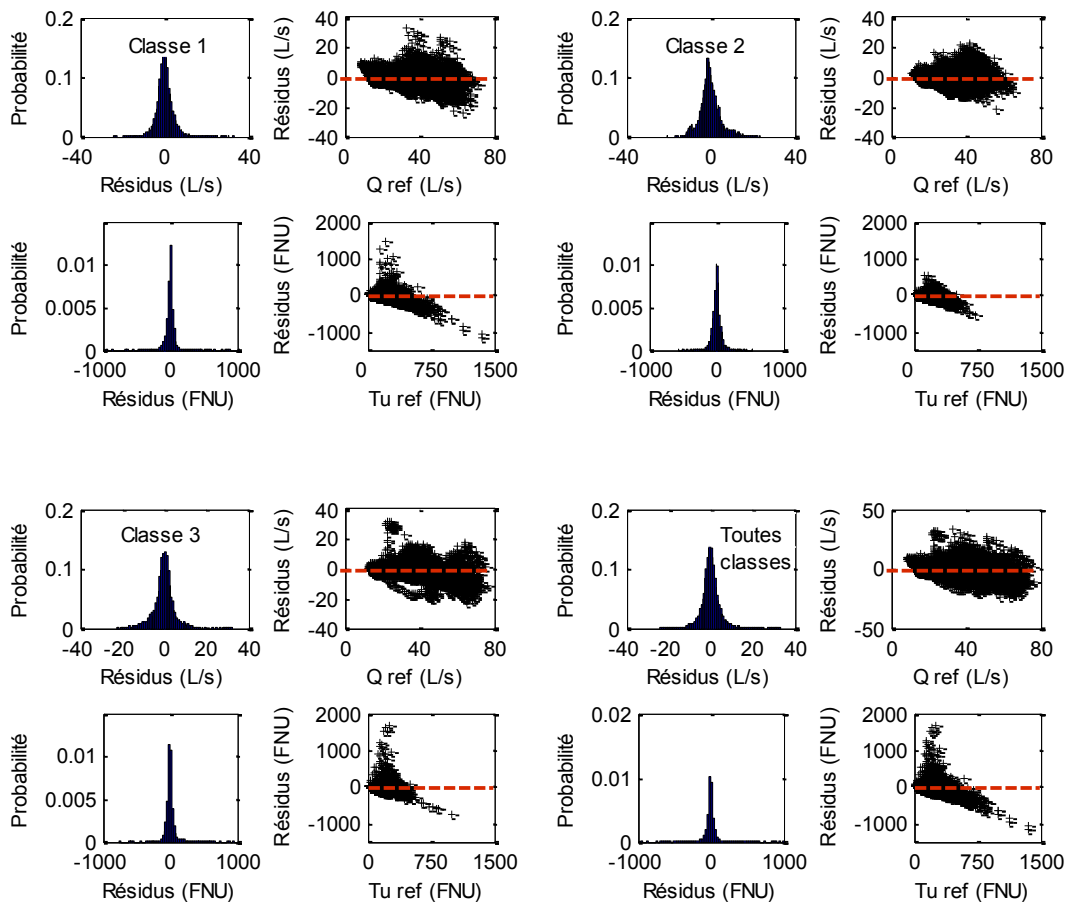 0.2
0.1
0
-40
0
40
Probabilité
Classe 1
Résidus (L/s)
40
20
0
-20
-40
0
40
80
Résidus (L/s)
Q ref (L/s)
0.2
0.1
0
-40
0
40
Probabilité
Classe 2
Résidus (L/s)
40
20
0
-20
-40
0
40
80
Résidus (L/s)
Q ref (L/s)
0.01
0.005
0
-1000
0
1000
Probabilité
Résidus (FNU)
2000
1000
0
-1000
0
750
1500
Résidus (FNU)
Tu ref (FNU)
0.01
0.005
0
-1000
0
1000
Probabilité
Résidus (FNU)
2000
1000
0
-1000
0
750
1500
Résidus (FNU)
Tu ref (FNU)
0.2
0.1
0
-40
-20
0
20
40
Probabilité
Classe 3
Résidus (L/s)
40
20
0
-20
-40
0
40
80
Résidus (L/s)
Q ref (L/s)
0.2
0.1
0
-40
-20
0
20
40
Probabilité
Toutes
classes
Résidus (L/s)
50
0
-50
0
40
80
Résidus (L/s)
Q ref (L/s)
0.01
0.005
0
-1000
0
1000
Probabilité
Résidus (FNU)
2000
1000
0
-1000
0
750
1500
Résidus (FNU)
Tu ref (FNU)
0.02
0.01
0
-1000
0
1000
Probabilité
Résidus (FNU)
2000
1000
0
-1000
0
750
1500
Résidus (FNU)
Tu ref (FNU)